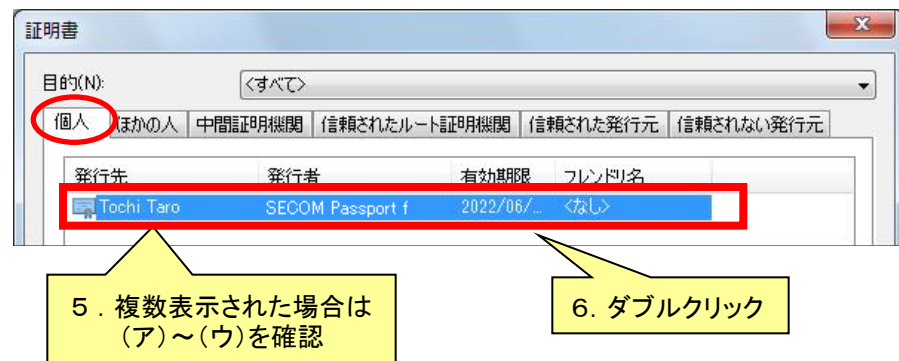 証明書
目的(N):
<すべて>
個人 ほかの人 中間証明機関 信頼されたルート証明機関 信頼された発行元 信頼されない発行元
発行先 発行者 有効期限 フレンドリ名
Tochi Taro SECOM Passport f 2022/06/... <なし>
5．複数表示された場合は
（ア）～（ウ）を確認
6．ダブルクリック